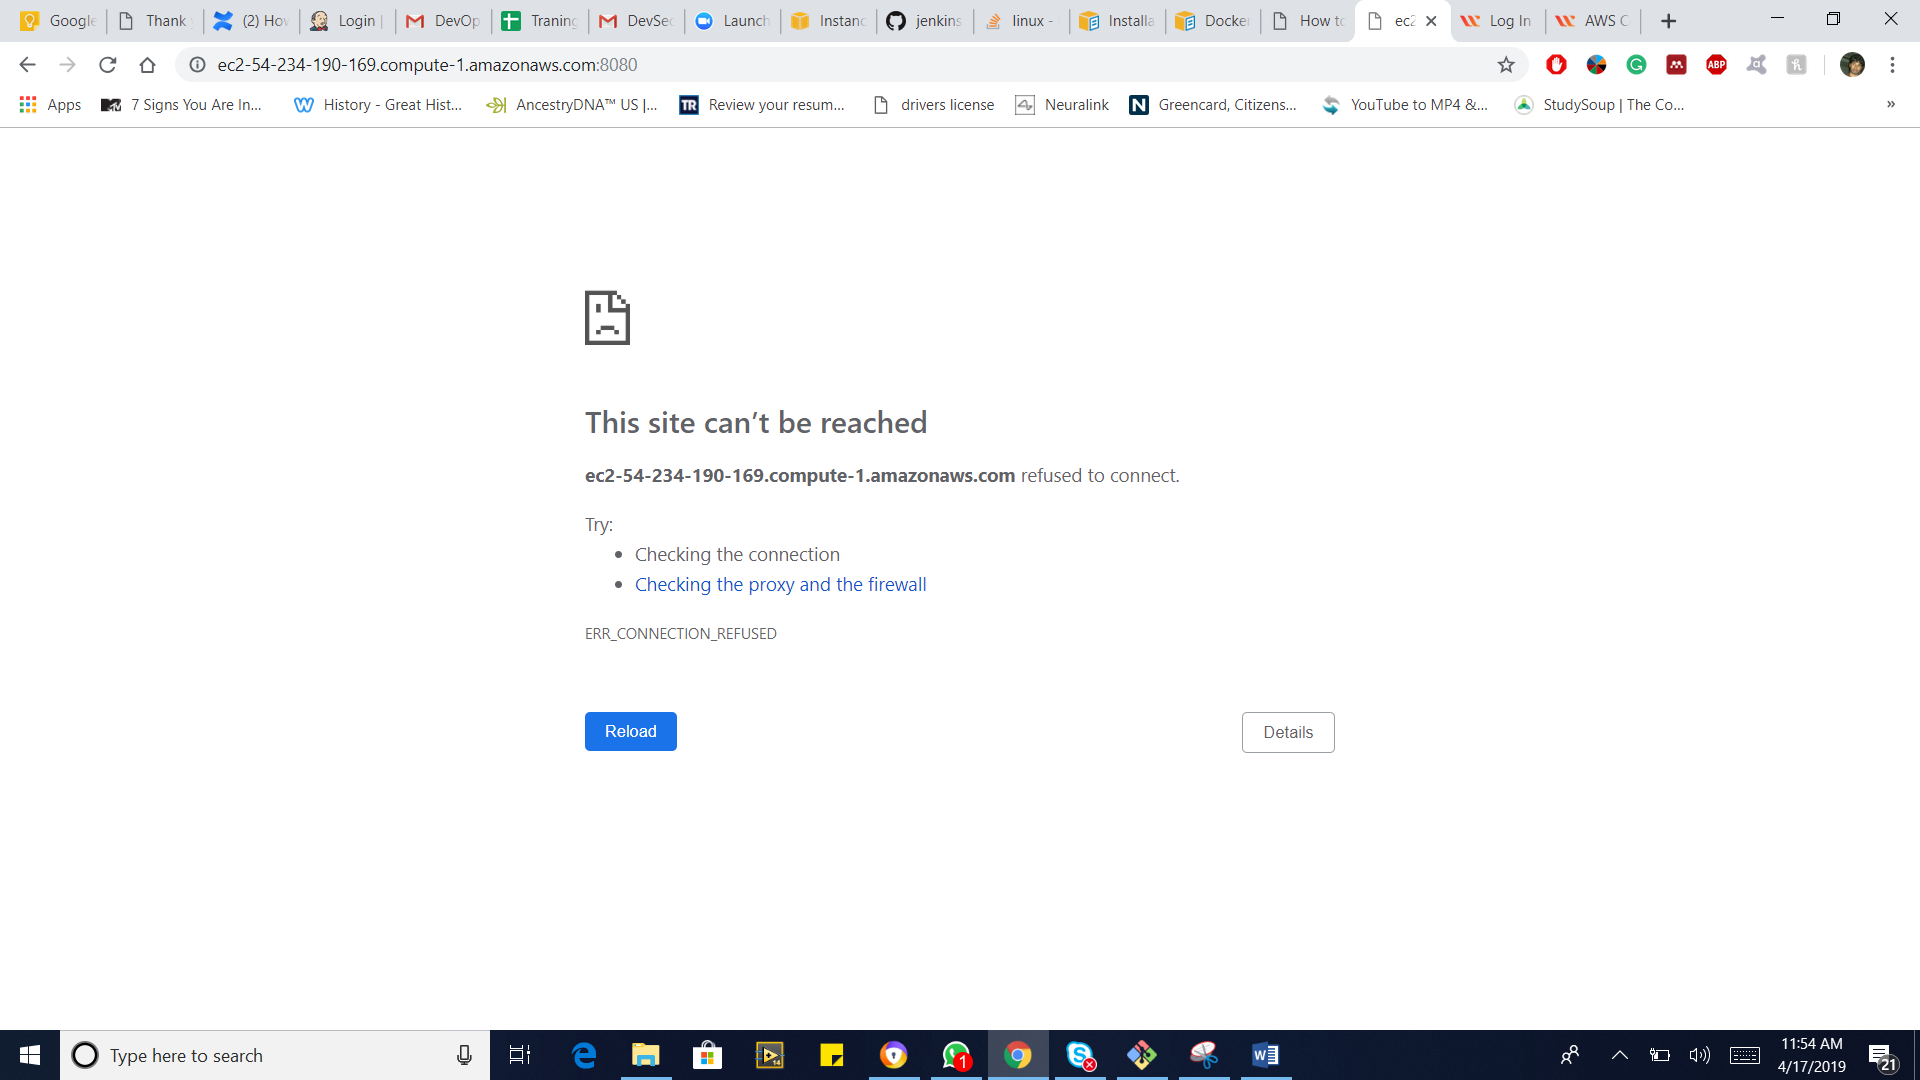 Google
Thank
(2) How
Login |
DevOp
Traning
DevSec
Launch
Instanc
jenkins
linux -
Installa
Docker
How to
ec2
Log In
AWS C
ec2-54-234-190-169.compute-1.amazonaws.com:8080
ABP
Apps
7 Signs You Are In...
History - Great Hist...
AncestryDNA™ US |...
TR
Review your resum...
drivers license
Neuralink
N
Greencard, Citizens...
YouTube to MP4 &...
StudySoup | The Co...
»
This site can’t be reached
ec2-54-234-190-169.compute-1.amazonaws.com refused to connect.
Try:
• Checking the connection
• Checking the proxy and the firewall
ERR_CONNECTION_REFUSED
Reload
Details
Type here to search
14
1
11:54 AM
4/17/2019
21